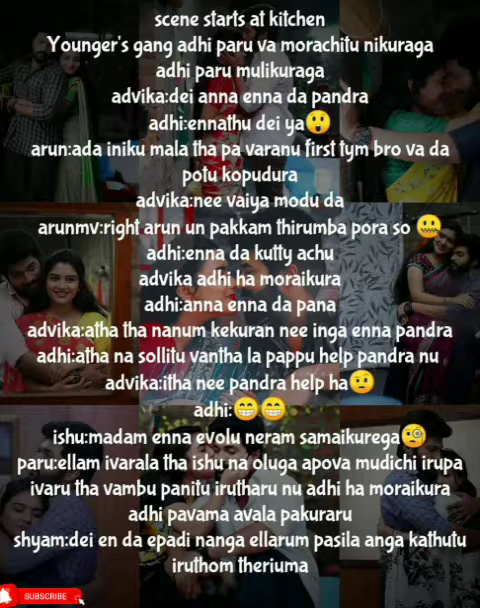 scene starts at kitchen
Younger's gang adhi paru va morachitu nikuraga
adhi paru mulikuraga
advika:dei anna enna da pandra
adhi:ennathu dei ya😲
arun:ada iniku mala tha pa varanu first tym bro va da
potu kopudura
advika:nee vaiya modu da
arunmv:right arun un pakkam thirumba pora so 🤐
adhi:enna da kutty achu
advika adhi ha moraikura
adhi:anna enna da pana
advika:atha tha nanum kekuran nee inga enna pandra
adhi:atha na sollitu vantha la pappu help pandra nu
advika:itha nee pandra help ha🤨
adhi:😁😁
ishu:madam enna evolu neram samaikurega🧐
paru:ellam ivarala tha ishu na oluga apova mudichi irupa
ivaru tha vambu panitu irutharu nu adhi ha moraikura
adhi pavama avala pakuraru
shyam:dei en da epadi nanga ellarum pasila anga kathutu
iruthom theriuma
SUBSCRIBE